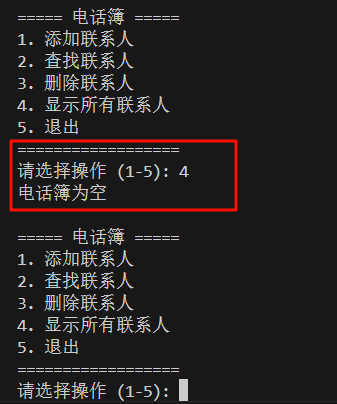 ===== 电话簿 =====
1. 添加联系人
2. 查找联系人
3. 删除联系人
4. 显示所有联系人
5. 退出
==================
请选择操作 (1-5): 4
电话簿为空
===== 电话簿 =====
1. 添加联系人
2. 查找联系人
3. 删除联系人
4. 显示所有联系人
5. 退出
==================
请选择操作 (1-5):